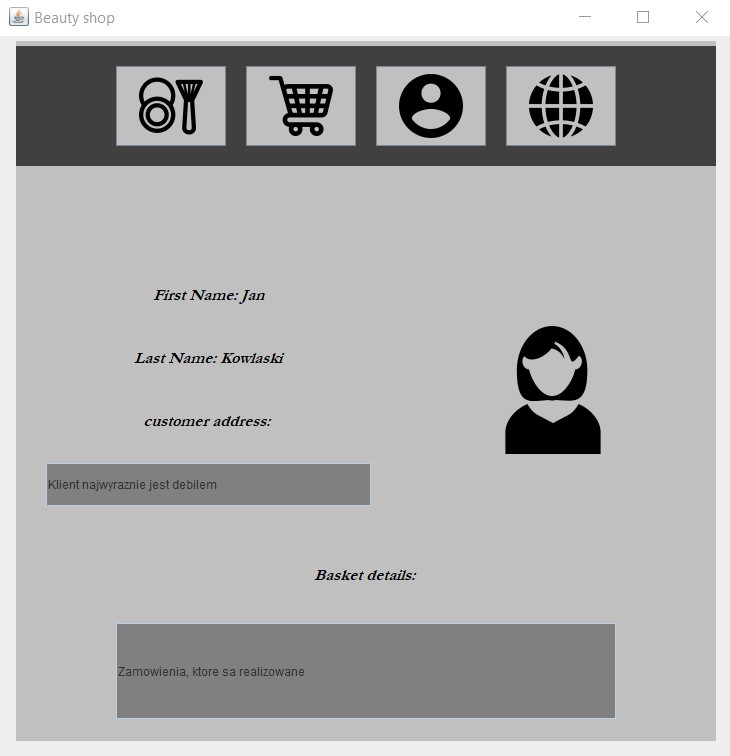 Beauty shop
First Name: Jan
Last Name: Kowlaski
customer address:
Klient najwyraznie jest debilem
Basket details:
Zamowienia, ktore sa realizowane